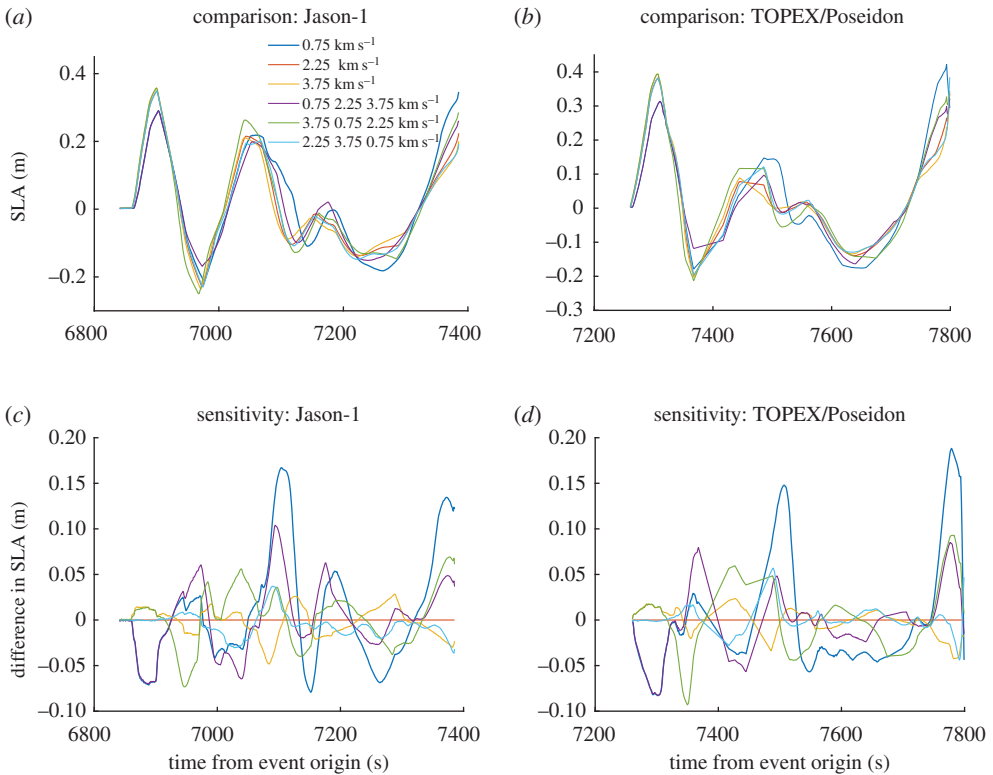 (a) comparison: Jason-1
(b) comparison: TOPEX/Poseidon
0.75 km s⁻¹
2.25 km s⁻¹
3.75 km s⁻¹
0.75 2.25 3.75 km s⁻¹
3.75 0.75 2.25 km s⁻¹
2.25 3.75 0.75 km s⁻¹
SLA (m)
0.4
0.2
0
−0.2
6800 7000 7200 7400
0.5
0.4
0.3
0.2
0.1
0
−0.1
−0.2
−0.3
7200 7400 7600 7800
(c) sensitivity: Jason-1
(d) sensitivity: TOPEX/Poseidon
difference in SLA (m)
0.20
0.15
0.10
0.05
0
−0.05
−0.10
6800 7000 7200 7400
time from event origin (s)
0.20
0.15
0.10
0.05
0
−0.05
−0.10
7200 7400 7600 7800
time from event origin (s)